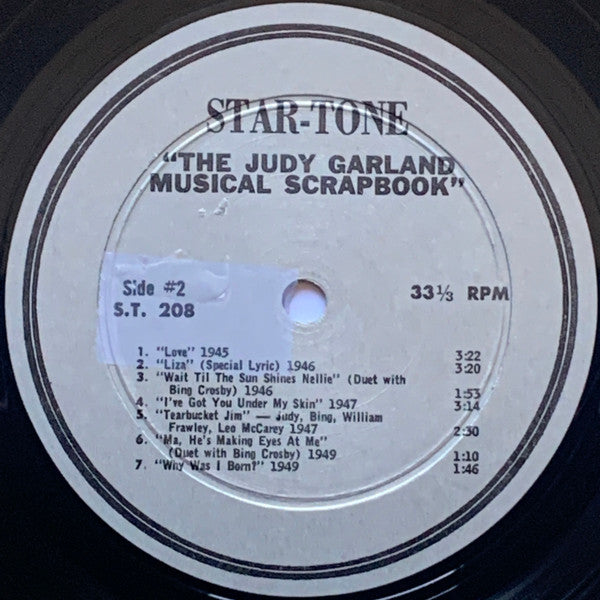 STAR-TONE
"THE JUDY GARLAND
MUSICAL SCRAPBOOK"
Side #2
33⅓ RPM
S.T. 208
1. "Love" 1945 3:22
2. "Liza" (Special Lyric) 1946 3:20
3. "Wait Til The Sun Shines Nellie" (Duet with
Bing Crosby) 1946 1:53
4. "I've Got You Under My Skin" 1947 3:14
5. "Tearbucket Jim" — Judy, Bing, William
Frawley, Leo McCarey 1947 2:30
6. "Ma, He's Making Eyes At Me"
(Duet with Bing Crosby) 1949 1:10
7. "Why Was I Born?" 1949 1:46